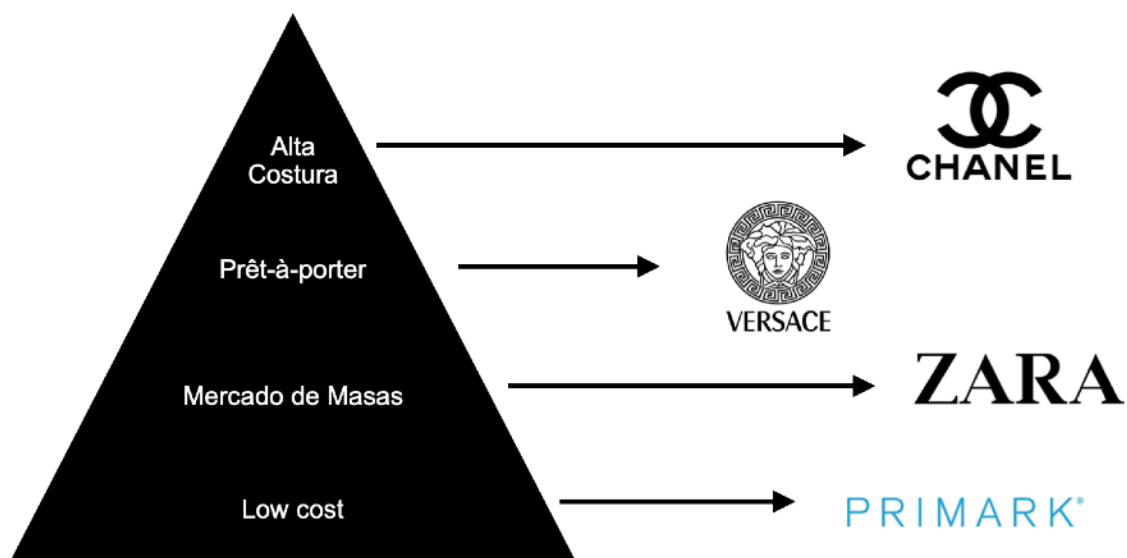 Alta
Costura
CHANEL
Prêt-à-porter
VERSACE
Mercado de Masas
ZARA
Low cost
PRIMARK®